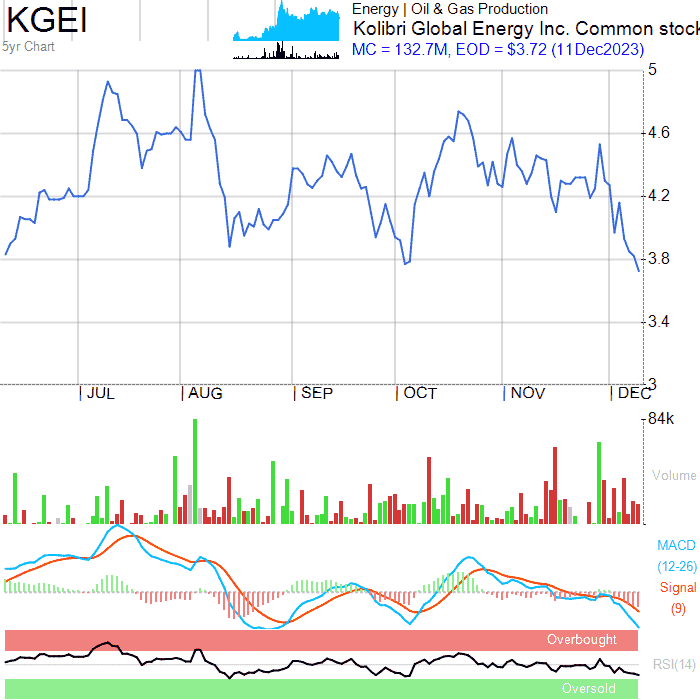 KGEI
5yr Chart
Energy | Oil & Gas Production
Kolibri Global Energy Inc. Common stock
MC = 132.7M, EOD = $3.72 (11Dec2023)
5
4.6
4.2
3.8
3.4
3
| JUL
| AUG
| SEP
| OCT
| NOV
| DEC
84k
Volume
MACD
(12-26)
Signal
(9)
Overbought
RSI(14)
Oversold